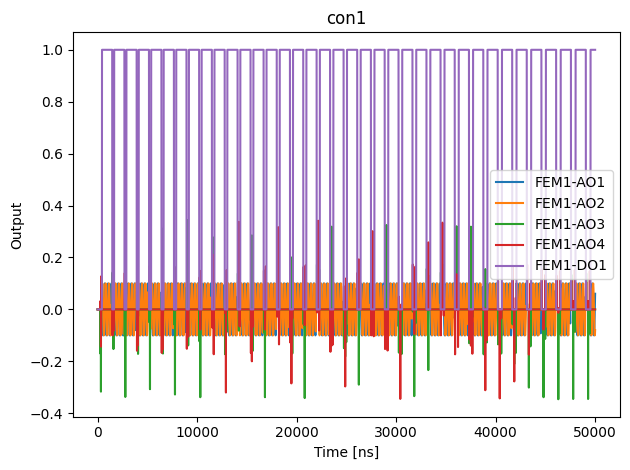 con1
Output
1.0
0.8
0.6
0.4
0.2
0.0
−0.2
−0.4
FEM1-AO1
FEM1-AO2
FEM1-AO3
FEM1-AO4
FEM1-DO1
0 10000 20000 30000 40000 50000
Time [ns]